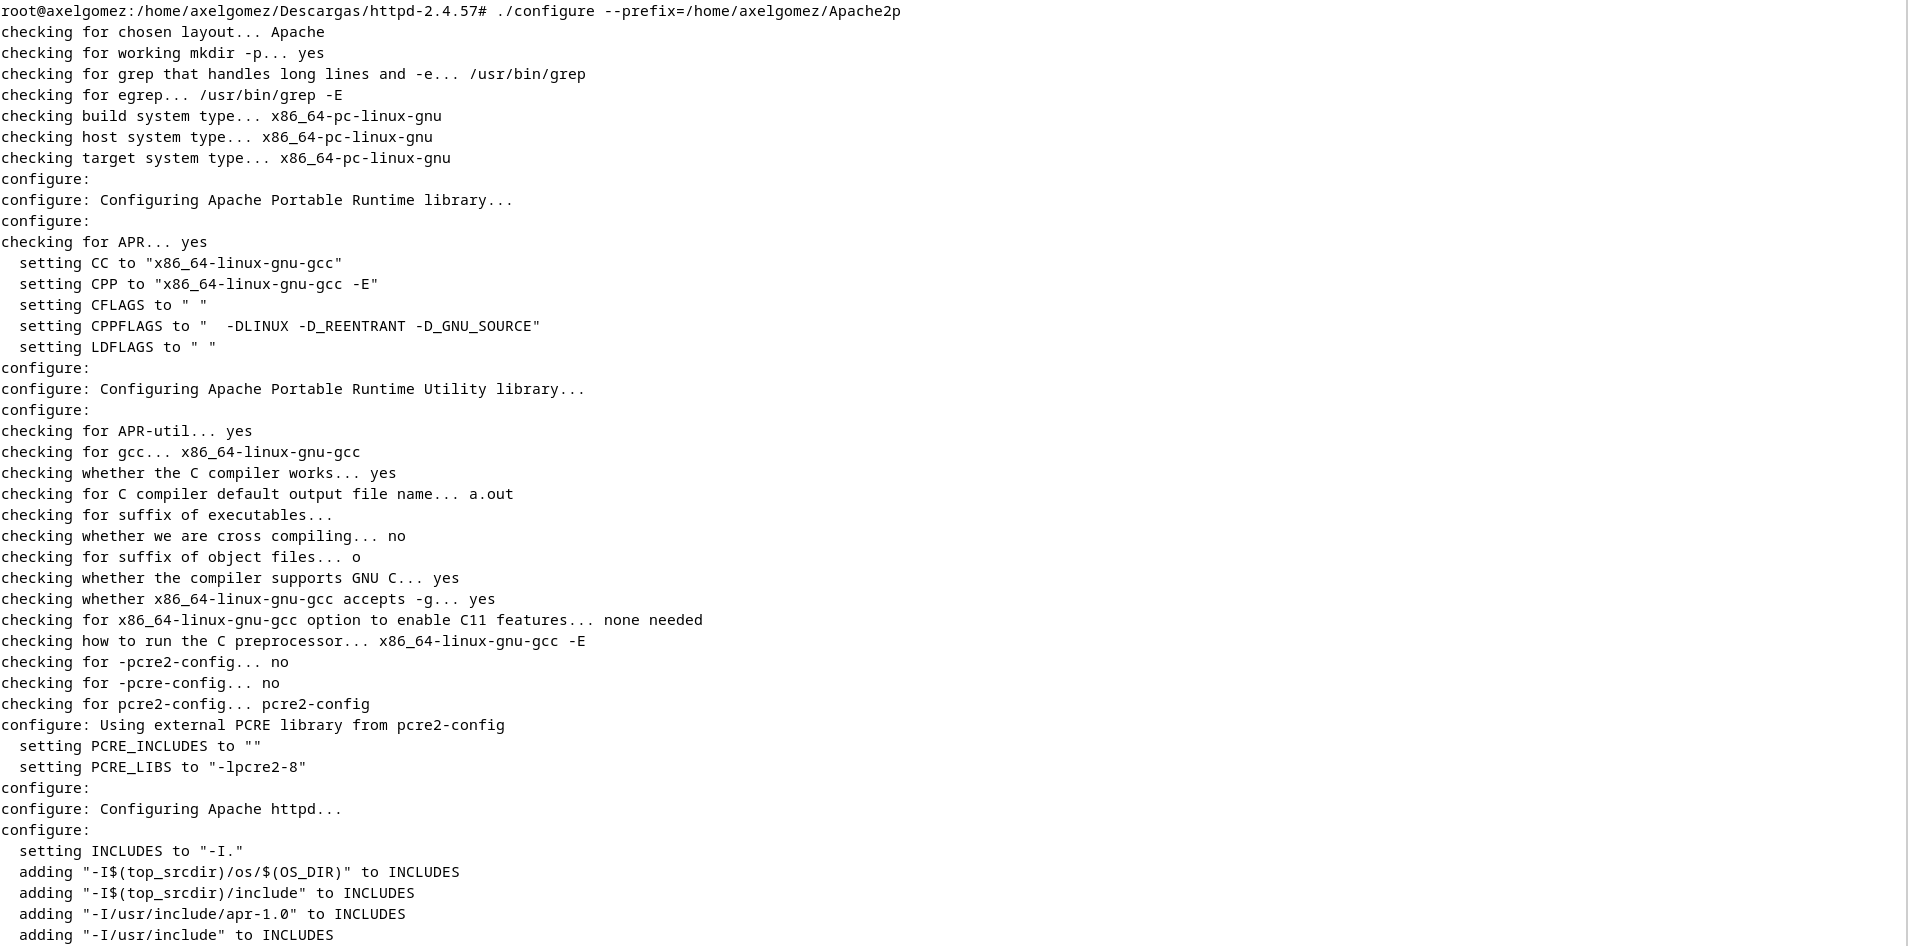 root@axelgomez:/home/axelgomez/Descargas/httpd-2.4.57# ./configure --prefix=/home/axelgomez/Apache2p
checking for chosen layout... Apache
checking for working mkdir -p... yes
checking for grep that handles long lines and -e... /usr/bin/grep
checking for egrep... /usr/bin/grep -E
checking build system type... x86_64-pc-linux-gnu
checking host system type... x86_64-pc-linux-gnu
checking target system type... x86_64-pc-linux-gnu
configure:
configure: Configuring Apache Portable Runtime library...
configure:
checking for APR... yes
  setting CC to "x86_64-linux-gnu-gcc"
  setting CPP to "x86_64-linux-gnu-gcc -E"
  setting CFLAGS to " "
  setting CPPFLAGS to "  -DLINUX -D_REENTRANT -D_GNU_SOURCE"
  setting LDFLAGS to " "
configure:
configure: Configuring Apache Portable Runtime Utility library...
configure:
checking for APR-util... yes
checking for gcc... x86_64-linux-gnu-gcc
checking whether the C compiler works... yes
checking for C compiler default output file name... a.out
checking for suffix of executables...
checking whether we are cross compiling... no
checking for suffix of object files... o
checking whether the compiler supports GNU C... yes
checking whether x86_64-linux-gnu-gcc accepts -g... yes
checking for x86_64-linux-gnu-gcc option to enable C11 features... none needed
checking how to run the C preprocessor... x86_64-linux-gnu-gcc -E
checking for -pcre2-config... no
checking for -pcre-config... no
checking for pcre2-config... pcre2-config
configure: Using external PCRE library from pcre2-config
  setting PCRE_INCLUDES to ""
  setting PCRE_LIBS to "-lpcre2-8"
configure:
configure: Configuring Apache httpd...
configure:
  setting INCLUDES to "-I."
  adding "-I$(top_srcdir)/os/$(OS_DIR)" to INCLUDES
  adding "-I$(top_srcdir)/include" to INCLUDES
  adding "-I/usr/include/apr-1.0" to INCLUDES
  adding "-I/usr/include" to INCLUDES